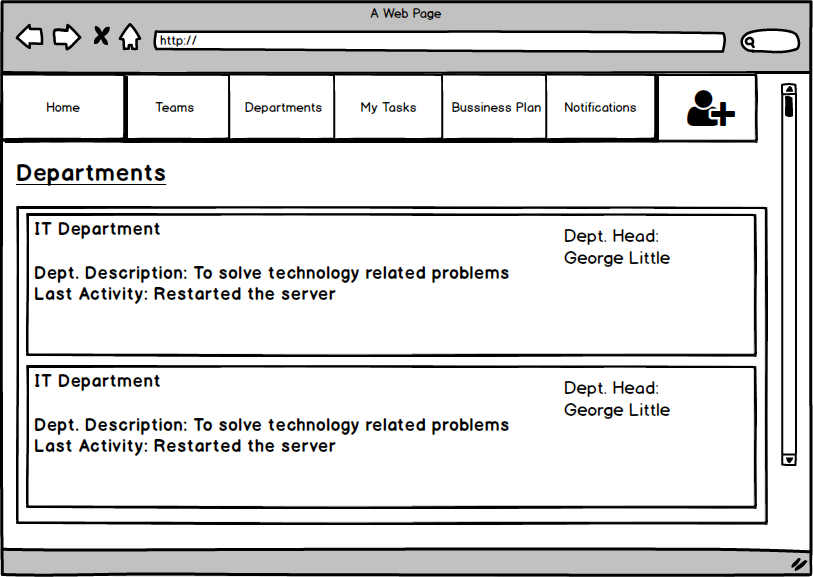 A Web Page
http://
Home
Teams
Departments
My Tasks
Bussiness Plan
Notifications
Departments
IT Department
Dept. Head:
George Little
Dept. Description: To solve technology related problems
Last Activity: Restarted the server
IT Department
Dept. Head:
George Little
Dept. Description: To solve technology related problems
Last Activity: Restarted the server